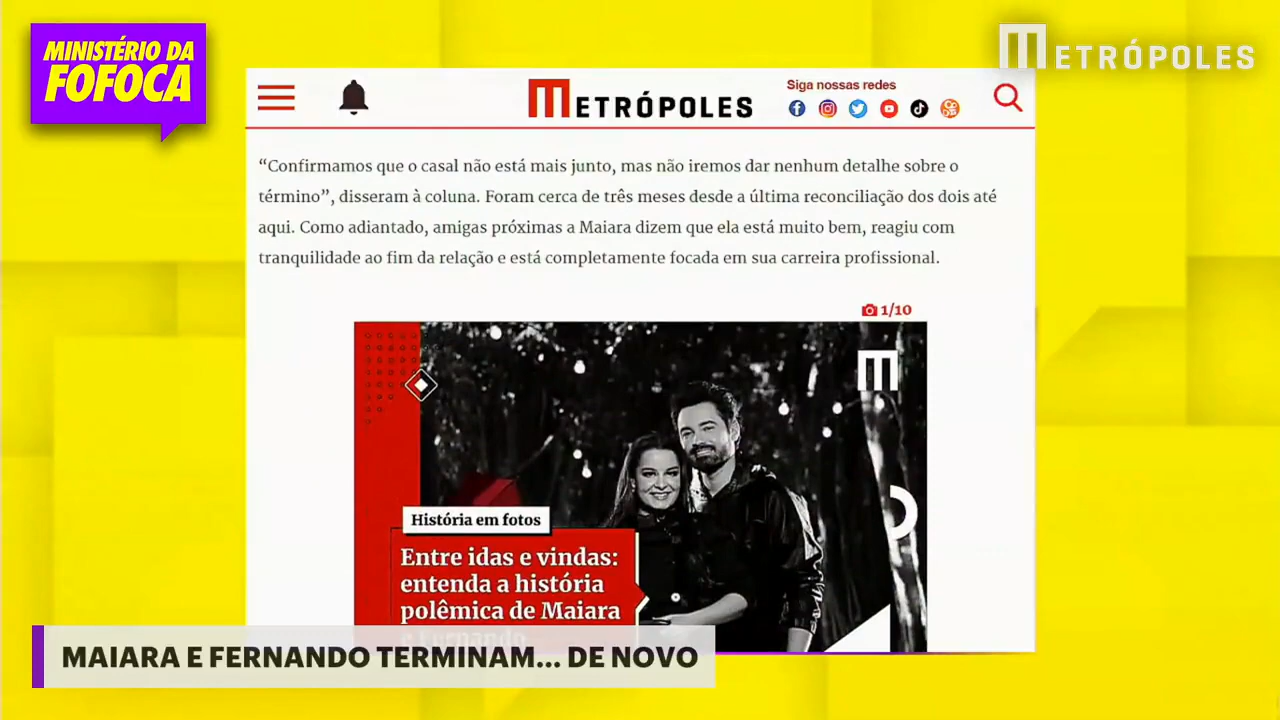 MINISTÉRIO DA
FOFOCA
METRÓPOLES
METRÓPOLES
Siga nossas redes
“Confirmamos que o casal não está mais junto, mas não iremos dar nenhum detalhe sobre o
término”, disseram à coluna. Foram cerca de três meses desde a última reconciliação dos dois até
aqui. Como adiantado, amigas próximas a Maiara dizem que ela está muito bem, reagiu com
tranquilidade ao fim da relação e está completamente focada em sua carreira profissional.
1/10
M
História em fotos
Entre idas e vindas:
entenda a história
polêmica de Maiara
e Fernando
MAIARA E FERNANDO TERMINAM... DE NOVO